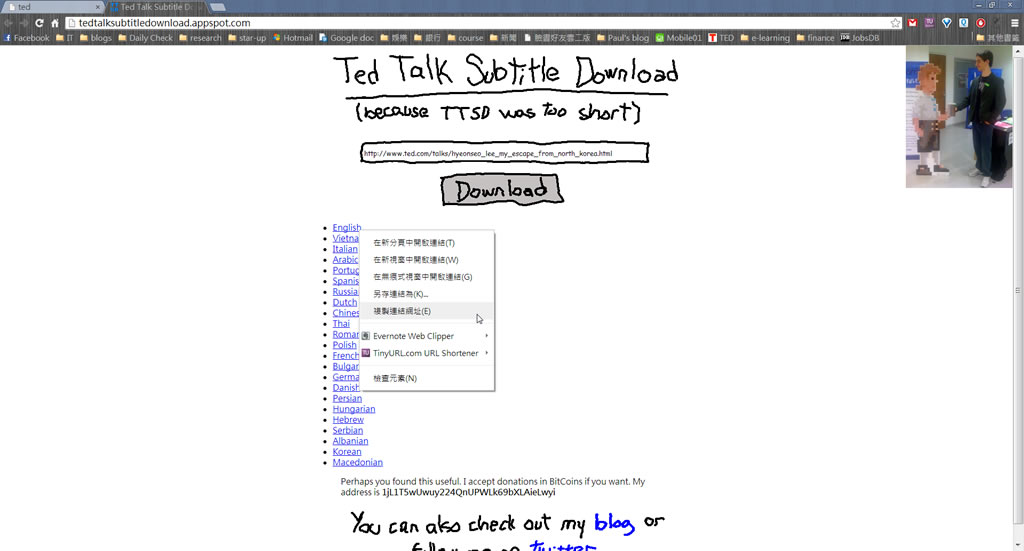 ted
Ted Talk Subtitle D
tedtalksubtitledownload.appspot.com
Facebook IT blogs Daily Check research star-up Hotmail Google doc 娛樂 銀行 course 新聞 臉書好友雲工版 Paul's blog Mobile01 TED e-learning finance JobsDB 其他書籤
Ted Talk Subtitle Download
(because TTSD was too short)
http://www.ted.com/talks/hyeonseo_lee_my_escape_from_north_korea.html
Download
English
Vietna
Italian
Arabic
Portug
Spanis
Russia
Dutch
Chines
Thai
Roman
Polish
French
Bulgar
Germa
Danish
Persian
Hungarian
Hebrew
Serbian
Albanian
Korean
Macedonian
在新分頁中開啟連結(T)
在新視窗中開啟連結(W)
在無痕式視窗中開啟連結(G)
另存連結為(K)...
複製連結網址(E)
Evernote Web Clipper
TinyURL.com URL Shortener
檢查元素(N)
Perhaps you found this useful. I accept donations in BitCoins if you want. My
address is 1jL1T5wUwuy224QnUPWLk69bXLAieLwyi
You can also check out my blog or
follow me on twitter